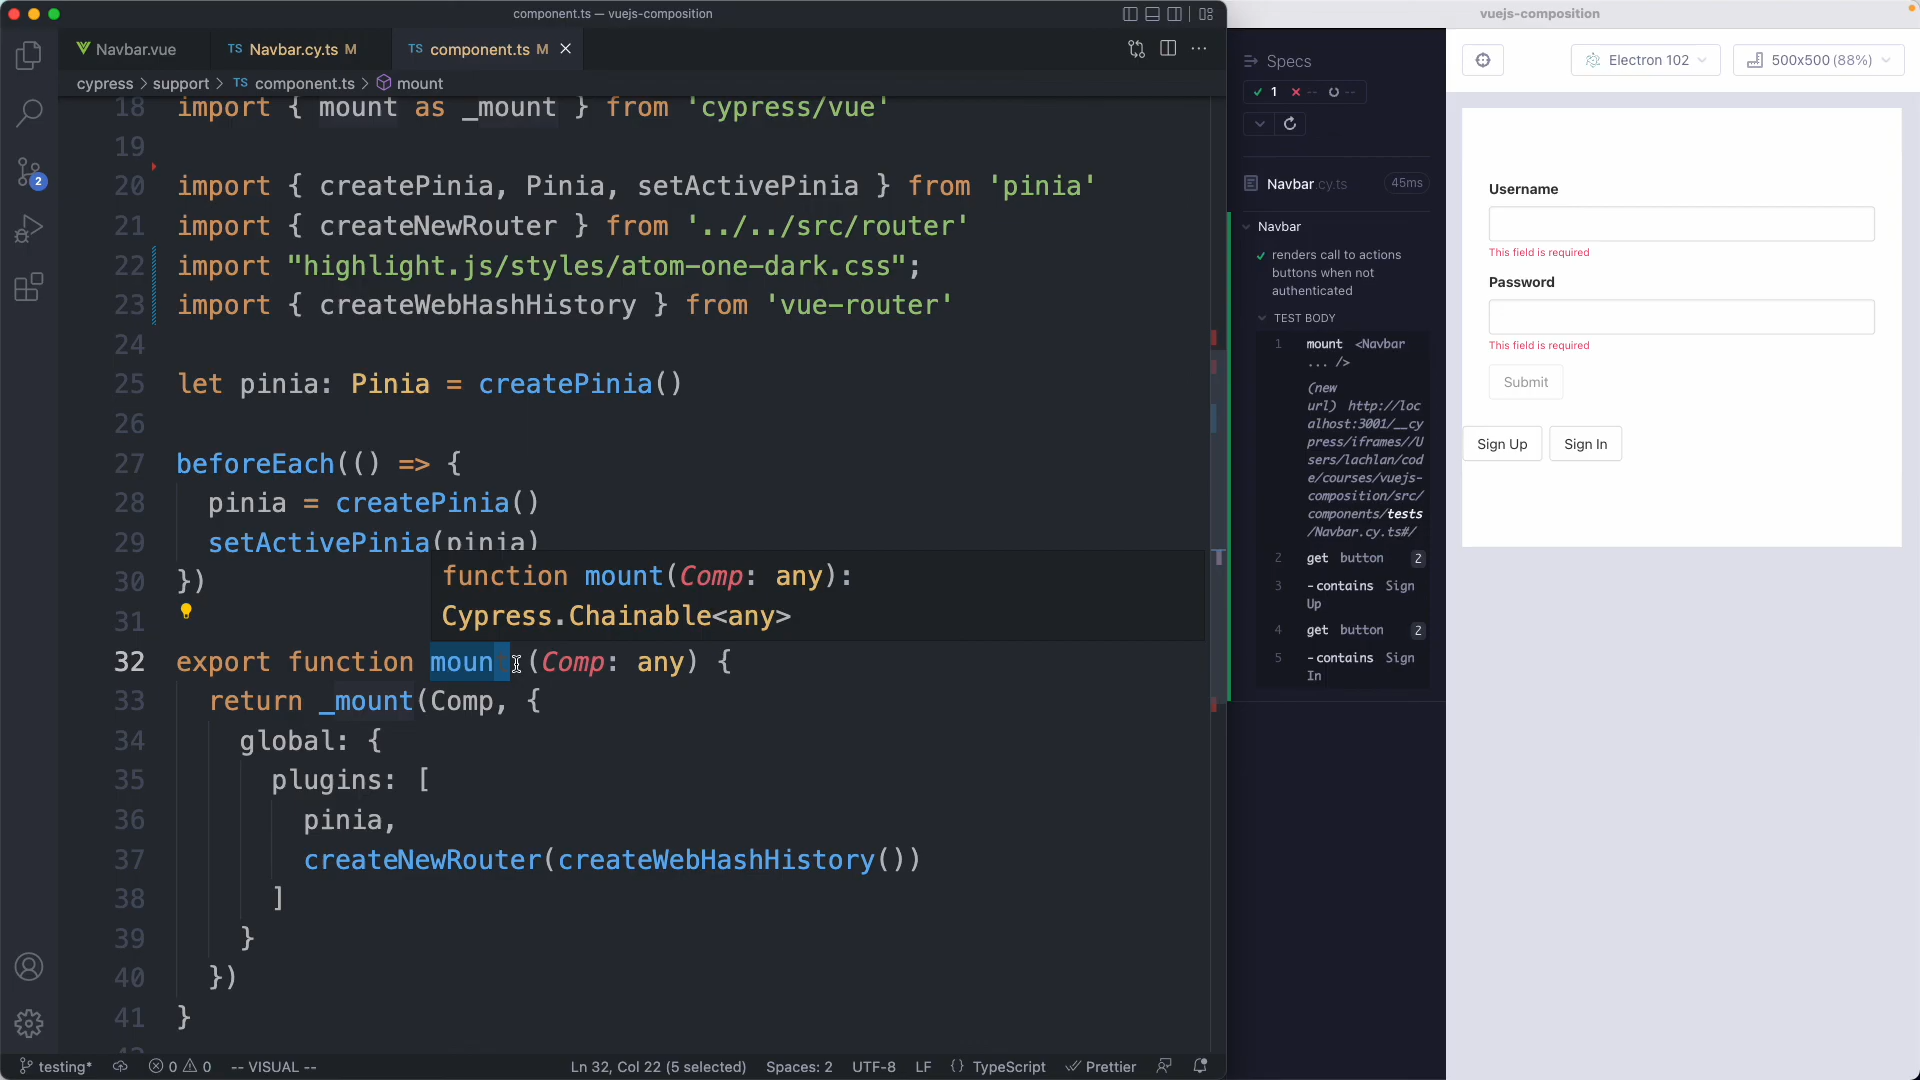 component.ts — vuejs-composition
Navbar.vue
TS Navbar.cy.ts M
TS component.ts M
cypress > support > TS component.ts > mount
18 import { mount as _mount } from 'cypress/vue'
19
20 import { createPinia, Pinia, setActivePinia } from 'pinia'
21 import { createNewRouter } from '../../src/router'
22 import "highlight.js/styles/atom-one-dark.css";
23 import { createWebHashHistory } from 'vue-router'
24
25 let pinia: Pinia = createPinia()
26
27 beforeEach(() => {
28 pinia = createPinia()
29 setActivePinia(pinia)
30 })
31
function mount(Comp: any):
Cypress.Chainable<any>
32 export function mount(Comp: any) {
33 return _mount(Comp, {
34 global: {
35 plugins: [
36 pinia,
37 createNewRouter(createWebHashHistory())
38 ]
39 }
40 })
41 }
2
testing*
0 0
-- VISUAL --
Ln 32, Col 22 (5 selected)
Spaces: 2
UTF-8
LF
{} TypeScript
Prettier
Specs
1 -- --
Navbar.cy.ts 45ms
Navbar
renders call to actions
buttons when not
authenticated
TEST BODY
1 mount <Navbar
... />
(new
url) http://loc
alhost:3001/__cy
press/iframes//U
sers/lachlan/cod
e/courses/vuejs-
composition/src/
components/tests
/Navbar.cy.ts#/
2 get button 2
3 -contains Sign
Up
4 get button 2
5 -contains Sign
In
vuejs-composition
Electron 102
500x500 (88%)
Username
This field is required
Password
This field is required
Submit
Sign Up
Sign In